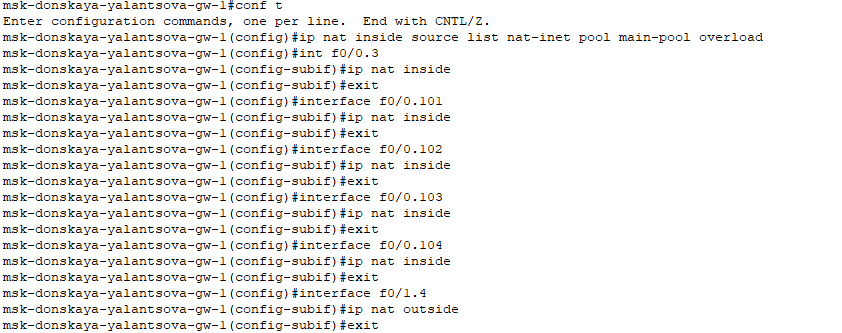 msk-donskaya-yalantsova-gw-1#conf t
Enter configuration commands, one per line.  End with CNTL/Z.
msk-donskaya-yalantsova-gw-1(config)#ip nat inside source list nat-inet pool main-pool overload
msk-donskaya-yalantsova-gw-1(config)#int f0/0.3
msk-donskaya-yalantsova-gw-1(config-subif)#ip nat inside
msk-donskaya-yalantsova-gw-1(config-subif)#exit
msk-donskaya-yalantsova-gw-1(config)#interface f0/0.101
msk-donskaya-yalantsova-gw-1(config-subif)#ip nat inside
msk-donskaya-yalantsova-gw-1(config-subif)#exit
msk-donskaya-yalantsova-gw-1(config)#interface f0/0.102
msk-donskaya-yalantsova-gw-1(config-subif)#ip nat inside
msk-donskaya-yalantsova-gw-1(config-subif)#exit
msk-donskaya-yalantsova-gw-1(config)#interface f0/0.103
msk-donskaya-yalantsova-gw-1(config-subif)#ip nat inside
msk-donskaya-yalantsova-gw-1(config-subif)#exit
msk-donskaya-yalantsova-gw-1(config)#interface f0/0.104
msk-donskaya-yalantsova-gw-1(config-subif)#ip nat inside
msk-donskaya-yalantsova-gw-1(config-subif)#exit
msk-donskaya-yalantsova-gw-1(config)#interface f0/1.4
msk-donskaya-yalantsova-gw-1(config-subif)#ip nat outside
msk-donskaya-yalantsova-gw-1(config-subif)#exit